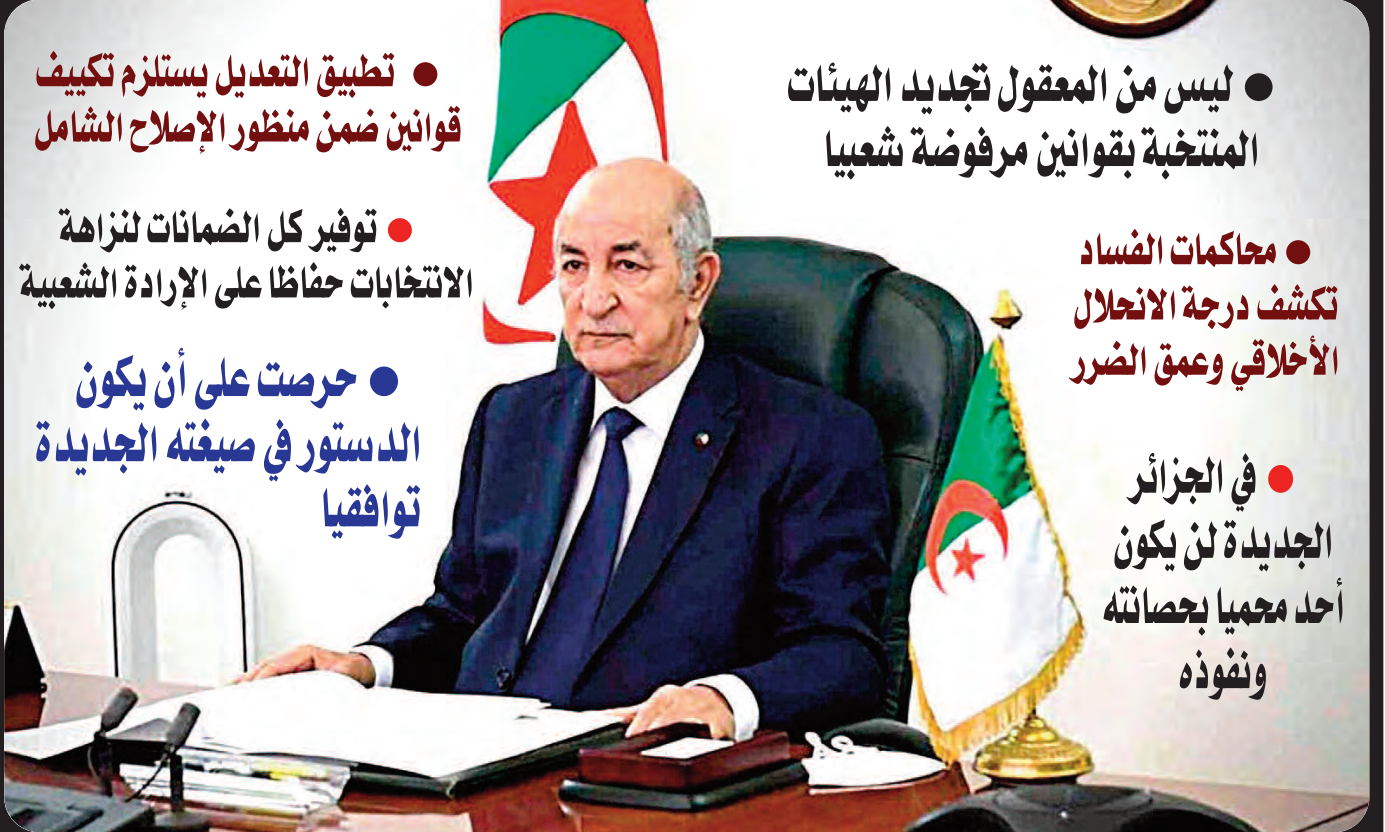 ● ليس من المعقول تجديد الهيئات
المنتخبة بقوانين مرفوضة شعبيا
● محاكمات الفساد
تكشف درجة الانحلال
الأخلاقي وعمق الضرر
● في الجزائر
الجديدة لن يكون
أحد محميا بحصانته
ونفوذه
● تطبيق التعديل يستلزم تكييف
قوانين ضمن منظور الإصلاح الشامل
● توفير كل الضمانات لنزاهة
الانتخابات حفاظا على الإرادة الشعبية
● حرصت على أن يكون
الدستور في صيغته الجديدة
توافقيا